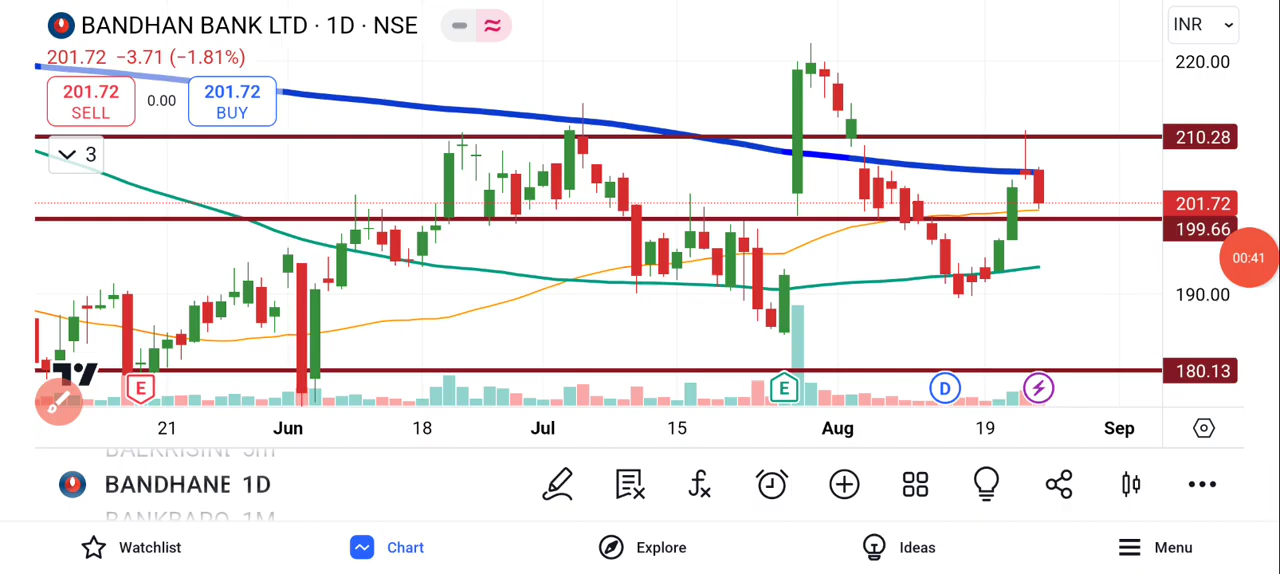 BANDHAN BANK LTD · 1D · NSE
INR
201.72 −3.71 (−1.81%)
220.00
201.72
SELL
0.00
201.72
BUY
210.28
3
201.72
199.66
00:41
190.00
180.13
E
E
D
D
21
Jun
18
Jul
15
Aug
19
Sep
BANDHANE 1D
Watchlist
Chart
Explore
Ideas
Menu